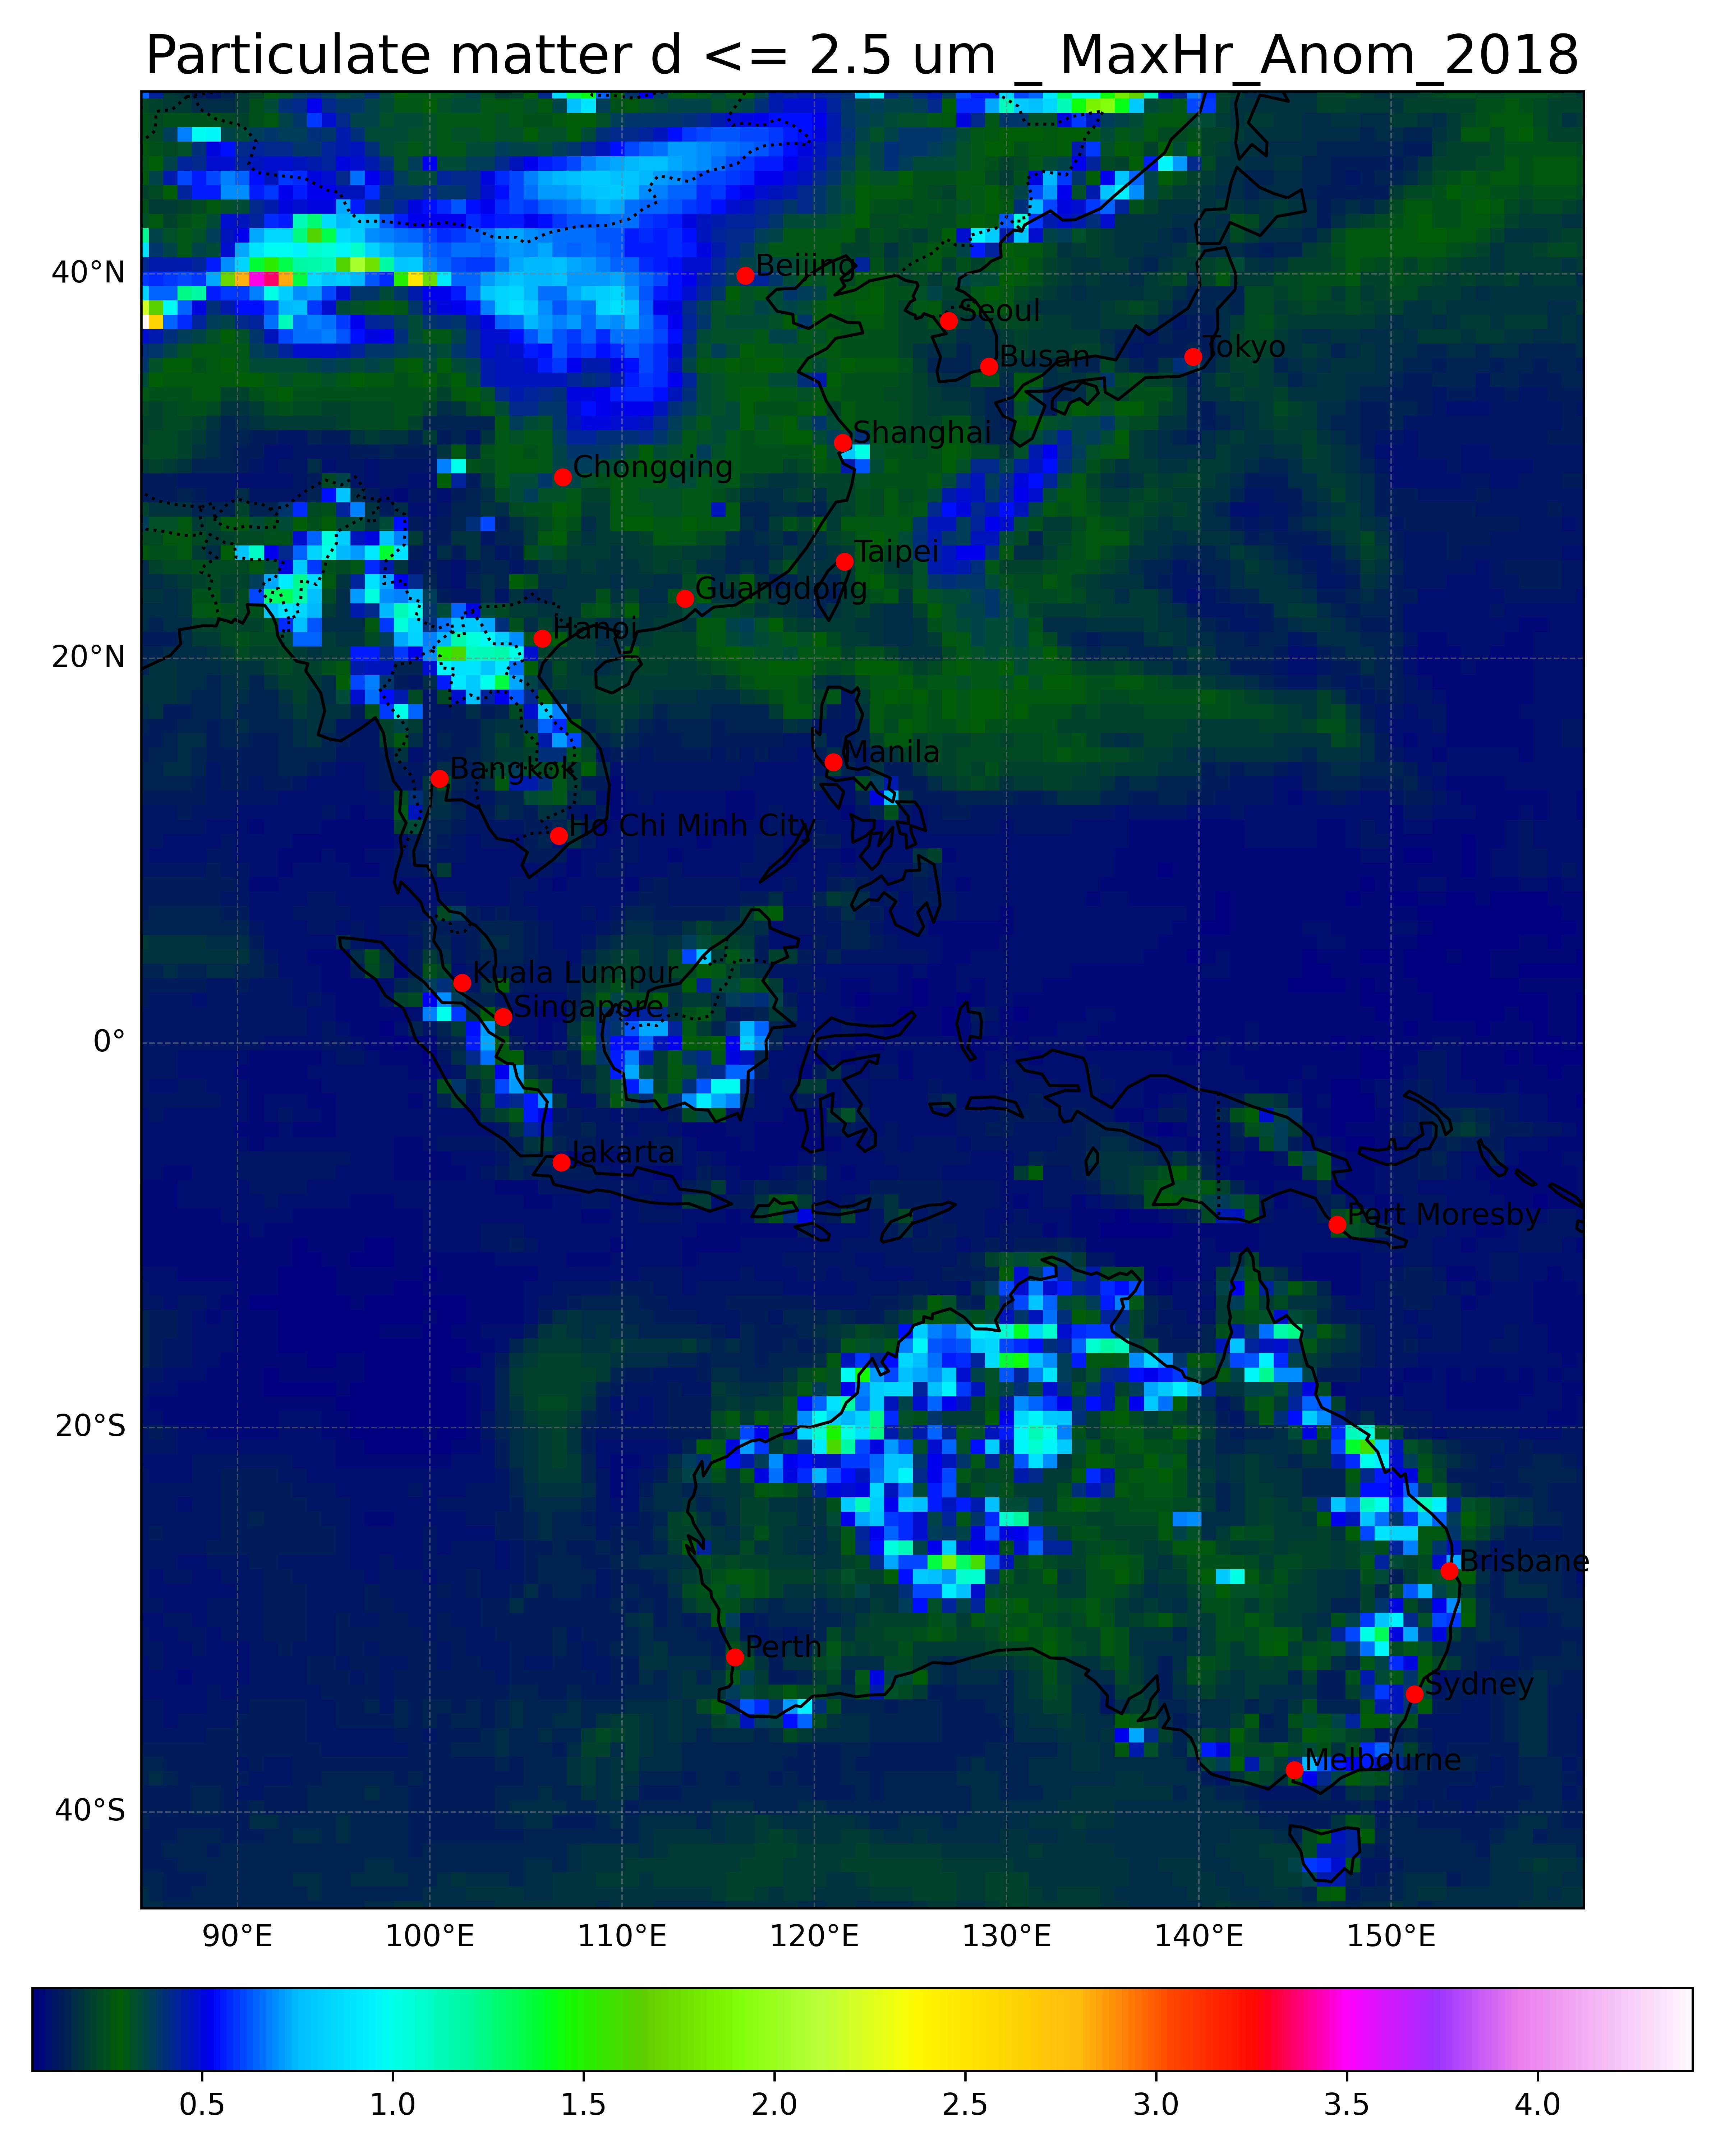 Particulate matter d <= 2.5 um _ MaxHr_Anom_2018
40°N
Beijing
Seoul
Busan
Tokyo
Shanghai
Chongqing
Taipei
Guangdong
Hanoi
20°N
Manila
Bangkok
Ho Chi Minh City
Kuala Lumpur
Singapore
0°
Jakarta
Port Moresby
20°S
Brisbane
Perth
Sydney
Melbourne
40°S
90°E 100°E 110°E 120°E 130°E 140°E 150°E
0.5 1.0 1.5 2.0 2.5 3.0 3.5 4.0